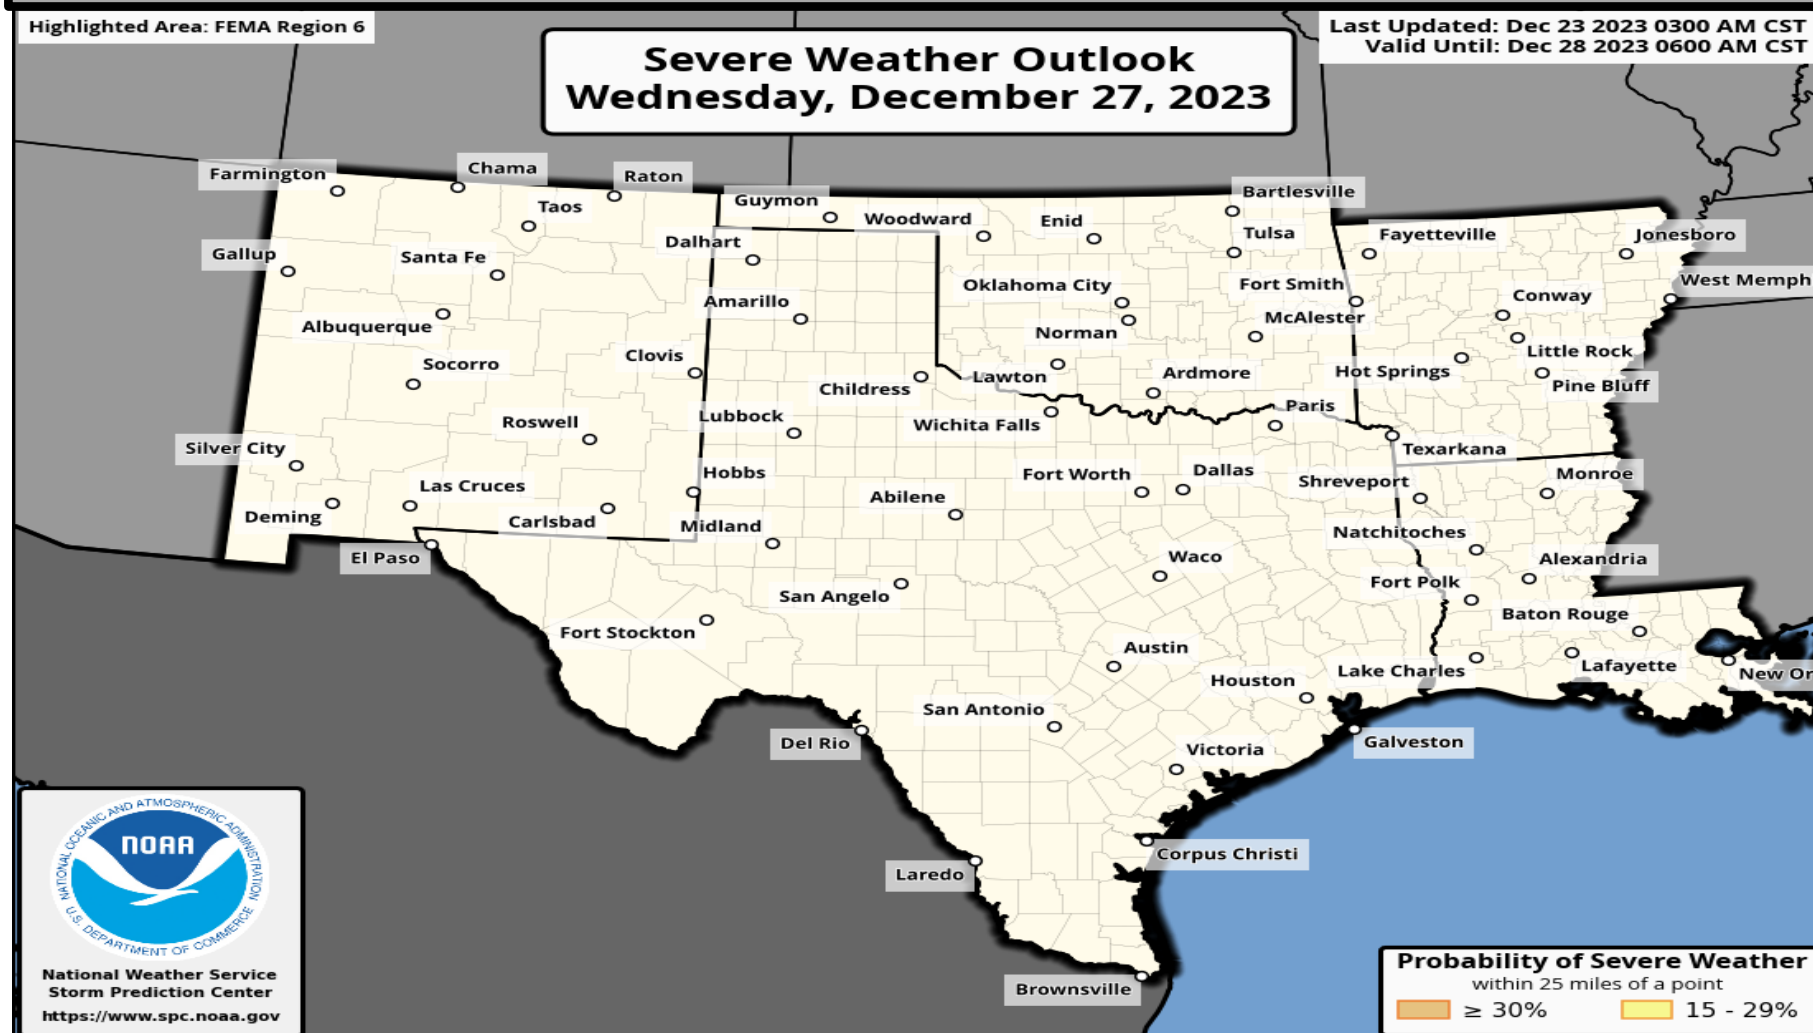 Highlighted Area: FEMA Region 6
Severe Weather Outlook
Wednesday, December 27, 2023
Last Updated: Dec 23 2023 0300 AM CST
Valid Until: Dec 28 2023 0600 AM CST
Farmington
Chama
Raton
Taos
Guymon
Woodward
Enid
Bartlesville
Tulsa
Fayetteville
Jonesboro
Gallup
Santa Fe
Dalhart
Oklahoma City
Fort Smith
Conway
West Memph
Albuquerque
Amarillo
Norman
McAlester
Little Rock
Socorro
Clovis
Childress
Lawton
Ardmore
Hot Springs
Pine Bluff
Roswell
Lubbock
Wichita Falls
Paris
Texarkana
Silver City
Hobbs
Fort Worth
Dallas
Shreveport
Monroe
Las Cruces
Abilene
Deming
Carlsbad
Midland
Natchitoches
El Paso
Waco
Alexandria
San Angelo
Fort Polk
Fort Stockton
Baton Rouge
Austin
Houston
Lake Charles
Lafayette
New Or
San Antonio
Del Rio
Victoria
Galveston
Laredo
Corpus Christi
Brownsville
NATIONAL OCEANIC AND ATMOSPHERIC ADMINISTRATION
NOAA
U.S. DEPARTMENT OF COMMERCE
National Weather Service
Storm Prediction Center
https://www.spc.noaa.gov
Probability of Severe Weather
within 25 miles of a point
≥ 30%
15 - 29%